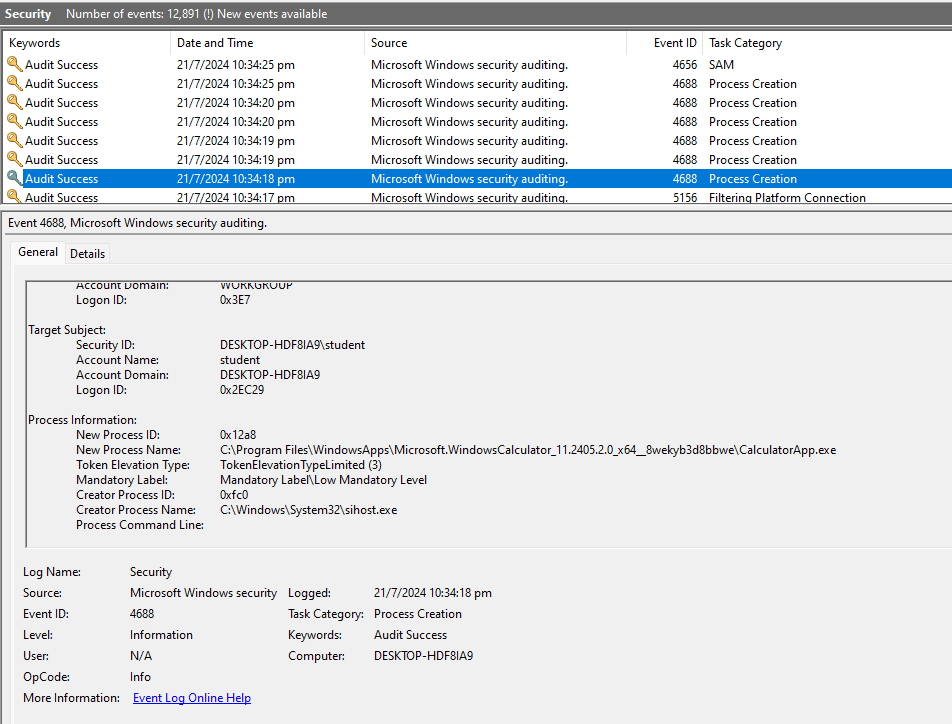 Security Number of events: 12,891 (!) New events available
Keywords Date and Time Source Event ID Task Category
Audit Success 21/7/2024 10:34:25 pm Microsoft Windows security auditing. 4656 SAM
Audit Success 21/7/2024 10:34:25 pm Microsoft Windows security auditing. 4688 Process Creation
Audit Success 21/7/2024 10:34:20 pm Microsoft Windows security auditing. 4688 Process Creation
Audit Success 21/7/2024 10:34:20 pm Microsoft Windows security auditing. 4688 Process Creation
Audit Success 21/7/2024 10:34:19 pm Microsoft Windows security auditing. 4688 Process Creation
Audit Success 21/7/2024 10:34:19 pm Microsoft Windows security auditing. 4688 Process Creation
Audit Success 21/7/2024 10:34:18 pm Microsoft Windows security auditing. 4688 Process Creation
Audit Success 21/7/2024 10:34:17 pm Microsoft Windows security auditing. 5156 Filtering Platform Connection
Event 4688, Microsoft Windows security auditing.
General Details
Account Domain: WORKGROUP
Logon ID: 0x3E7
Target Subject:
Security ID: DESKTOP-HDF8IA9\student
Account Name: student
Account Domain: DESKTOP-HDF8IA9
Logon ID: 0x2EC29
Process Information:
New Process ID: 0x12a8
New Process Name: C:\Program Files\WindowsApps\Microsoft.WindowsCalculator_11.2405.2.0_x64__8wekyb3d8bbwe\CalculatorApp.exe
Token Elevation Type: TokenElevationTypeLimited (3)
Mandatory Label: Mandatory Label\Low Mandatory Level
Creator Process ID: 0xfc0
Creator Process Name: C:\Windows\System32\sihost.exe
Process Command Line:
Log Name: Security
Source: Microsoft Windows security Logged: 21/7/2024 10:34:18 pm
Event ID: 4688 Task Category: Process Creation
Level: Information Keywords: Audit Success
User: N/A Computer: DESKTOP-HDF8IA9
OpCode: Info
More Information: Event Log Online Help